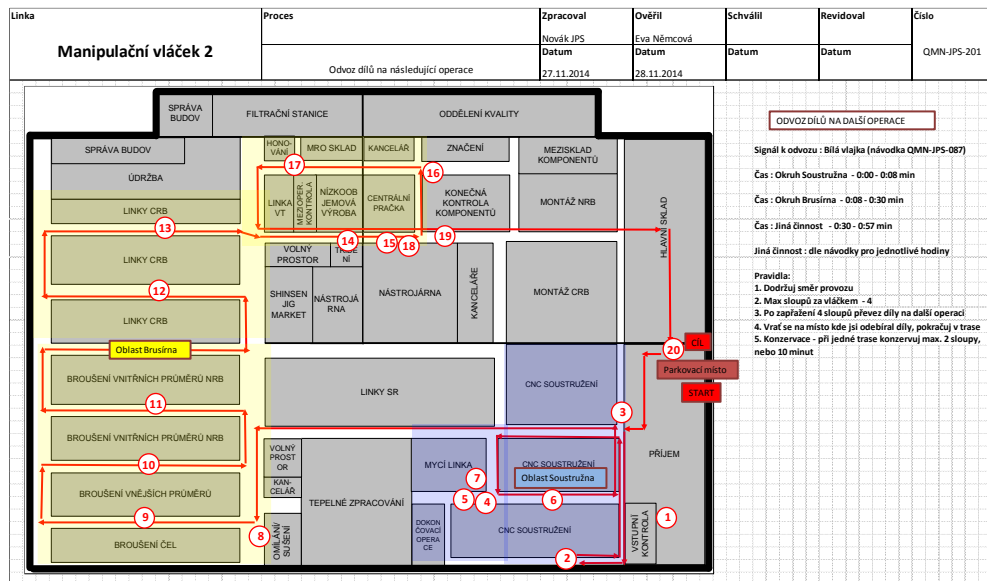 Linka
Proces
Zpracoval
Ověřil
Schválil
Revidoval
Číslo
Manipulační vláček 2
Novák JPS
Eva Němcová
Datum
Datum
Datum
Datum
QMN-JPS-201
Odvoz dílů na následující operace
27.11.2014
28.11.2014
SPRÁVA
BUDOV
FILTRAČNÍ STANICE
ODDĚLENÍ KVALITY
SPRÁVA BUDOV
HONO-
VÁNÍ
MRO SKLAD
KANCELÁŘ
ZNAČENÍ
MEZISKLAD
KOMPONENTŮ
17
16
ÚDRŽBA
LINKA
VT
MEZIOPER.
KONTROLA
NÍZKOOB
JEMOVÁ
VÝROBA
CENTRÁLNÍ
PRAČKA
KONEČNÁ
KONTROLA
KOMPONENTŮ
MONTÁŽ NRB
HLAVNÍ SKLAD
LINKY CRB
13
14
15
18
19
LINKY CRB
VOLNÝ
PROSTOR
NÁSTROJÁRNA
KANCELÁŘE
MONTÁŽ CRB
12
SHINSEN
JIG
MARKET
NÁSTROJÁ
RNA
LINKY CRB
Oblast Brusírna
20
CÍL
Parkovací místo
START
BROUŠENÍ VNITŘNÍCH PRŮMĚRŮ NRB
LINKY SR
CNC SOUSTRUŽENÍ
11
3
BROUŠENÍ VNITŘNÍCH PRŮMĚRŮ NRB
VOLNÝ
PROST
OR
MYCÍ LINKA
CNC SOUSTRUŽENÍ
PŘÍJEM
10
7
Oblast Soustružna
KAN-
CELÁŘ
BROUŠENÍ VNĚJŠÍCH PRŮMĚRŮ
TEPELNÉ ZPRACOVÁNÍ
5
4
6
9
8
OMÍLÁNÍ/
SUŠENÍ
DOKON
ČOVACÍ
OPERA
CE
CNC SOUSTRUŽENÍ
VSTUPNÍ
KONTROLA
1
BROUŠENÍ ČEL
2
ODVOZ DÍLŮ NA DALŠÍ OPERACE
Signál k odvozu : Bílá vlajka (návodka QMN-JPS-087)
Čas : Okruh Soustružna - 0:00 - 0:08 min
Čas : Okruh Brusírna - 0:08 - 0:30 min
Čas : Jiná činnost - 0:30 - 0:57 min
Jiná činnost : dle návodky pro jednotlivé hodiny
Pravidla:
1. Dodržuj směr provozu
2. Max sloupů za vláčkem - 4
3. Po zapřažení 4 sloupů převez díly na další operaci
4. Vrať se na místo kde jsi odebíral díly, pokračuj v trase
5. Konzervace - při jedné trase konzervuj max. 2 sloupy,
nebo 10 minut